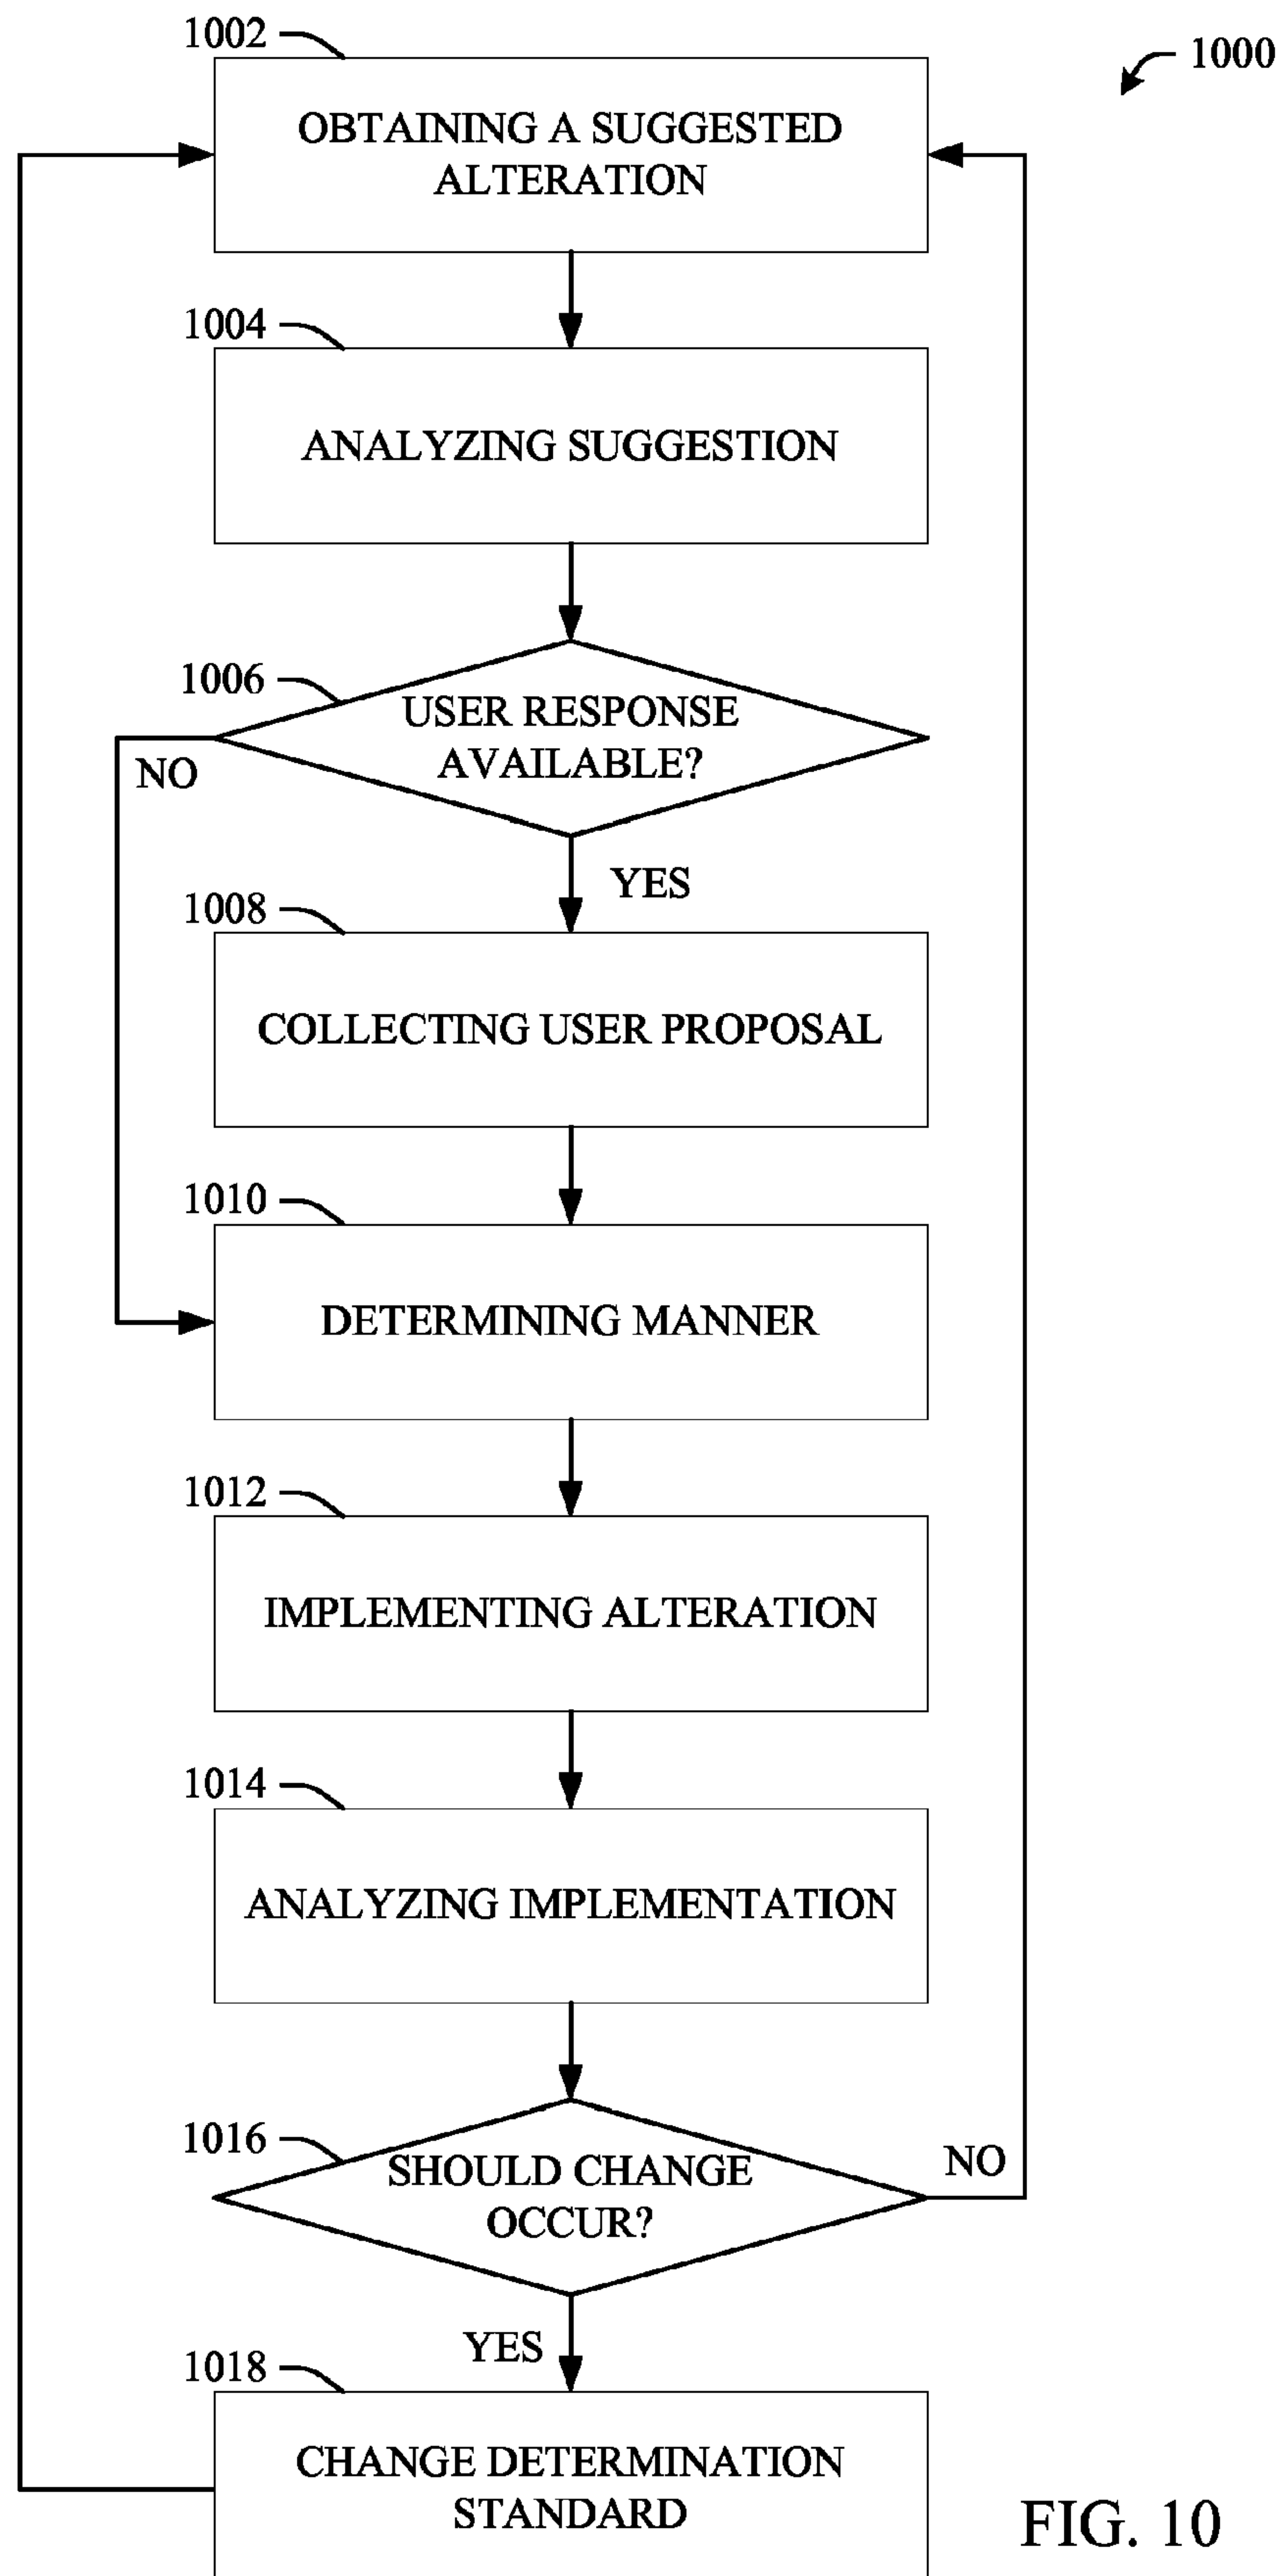 1002
1000
OBTAINING A SUGGESTED
ALTERATION
1004
ANALYZING SUGGESTION
1006
USER RESPONSE
AVAILABLE?
NO
YES
1008
COLLECTING USER PROPOSAL
1010
DETERMINING MANNER
1012
IMPLEMENTING ALTERATION
1014
ANALYZING IMPLEMENTATION
1016
SHOULD CHANGE
OCCUR?
NO
YES
1018
CHANGE DETERMINATION
STANDARD
FIG. 10